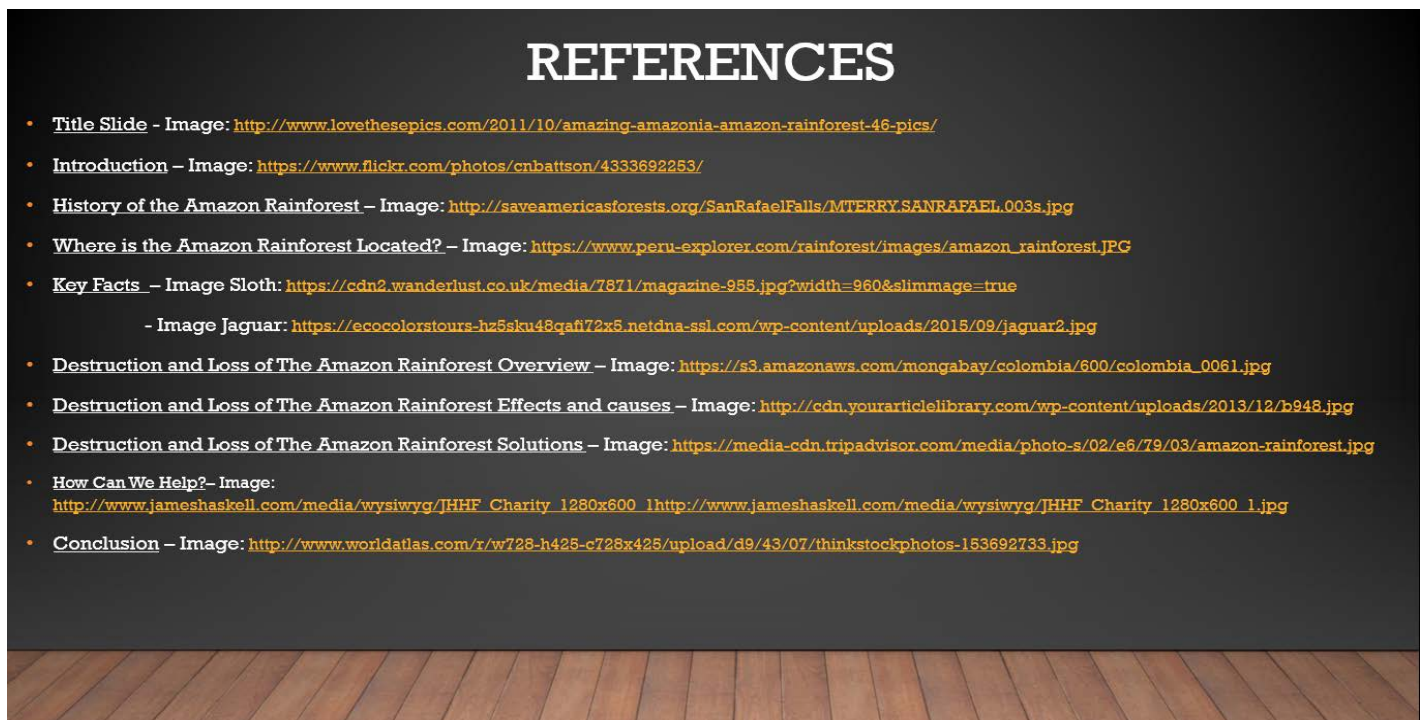 REFERENCES
• Title Slide - Image: http://www.lovethesepics.com/2011/10/amazing-amazonia-amazon-rainforest-46-pics/
• Introduction – Image: https://www.flickr.com/photos/cnbattson/4333692253/
• History of the Amazon Rainforest – Image: http://saveamericasforests.org/SanRafaelFalls/MTERRY.SANRAFAEL.003s.jpg
• Where is the Amazon Rainforest Located? – Image: https://www.peru-explorer.com/rainforest/images/amazon_rainforest.JPG
• Key Facts – Image Sloth: https://cdn2.wanderlust.co.uk/media/7871/magazine-955.jpg?width=960&slimmage=true
- Image Jaguar: https://ecocolorstours-hz5sku48qafi72x5.netdna-ssl.com/wp-content/uploads/2015/09/jaguar2.jpg
• Destruction and Loss of The Amazon Rainforest Overview – Image: https://s3.amazonaws.com/mongabay/colombia/600/colombia_0061.jpg
• Destruction and Loss of The Amazon Rainforest Effects and causes – Image: http://cdn.yourarticlelibrary.com/wp-content/uploads/2013/12/b948.jpg
• Destruction and Loss of The Amazon Rainforest Solutions – Image: https://media-cdn.tripadvisor.com/media/photo-s/02/e6/79/03/amazon-rainforest.jpg
• How Can We Help?– Image:
http://www.jameshaskell.com/media/wysiwyg/JHHF_Charity_1280x600_1http://www.jameshaskell.com/media/wysiwyg/JHHF_Charity_1280x600_1.jpg
• Conclusion – Image: http://www.worldatlas.com/r/w728-h425-c728x425/upload/d9/43/07/thinkstockphotos-153692733.jpg